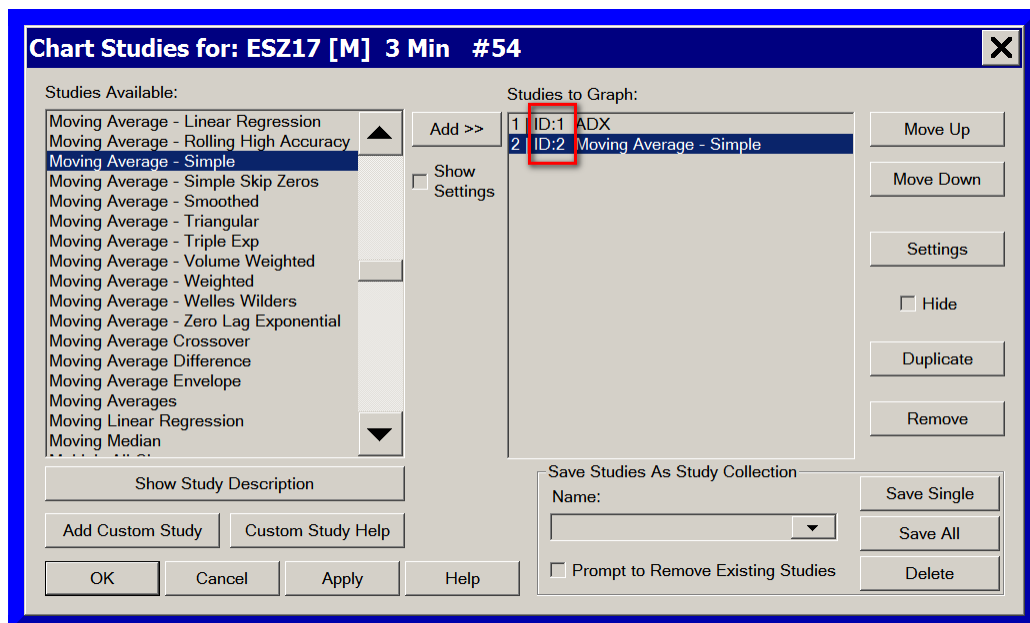 Chart Studies for: ESZ17 [M] 3 Min #54
Studies Available:
Moving Average - Linear Regression
Moving Average - Rolling High Accuracy
Moving Average - Simple
Moving Average - Simple Skip Zeros
Moving Average - Smoothed
Moving Average - Triangular
Moving Average - Triple Exp
Moving Average - Volume Weighted
Moving Average - Weighted
Moving Average - Welles Wilders
Moving Average - Zero Lag Exponential
Moving Average Crossover
Moving Average Difference
Moving Average Envelope
Moving Averages
Moving Linear Regression
Moving Median
Add >>
Show
Settings
Studies to Graph:
1 ID:1 ADX
2 ID:2 Moving Average - Simple
Move Up
Move Down
Settings
Hide
Duplicate
Remove
Show Study Description
Add Custom Study
Custom Study Help
OK
Cancel
Apply
Help
Save Studies As Study Collection
Name:
Prompt to Remove Existing Studies
Save Single
Save All
Delete